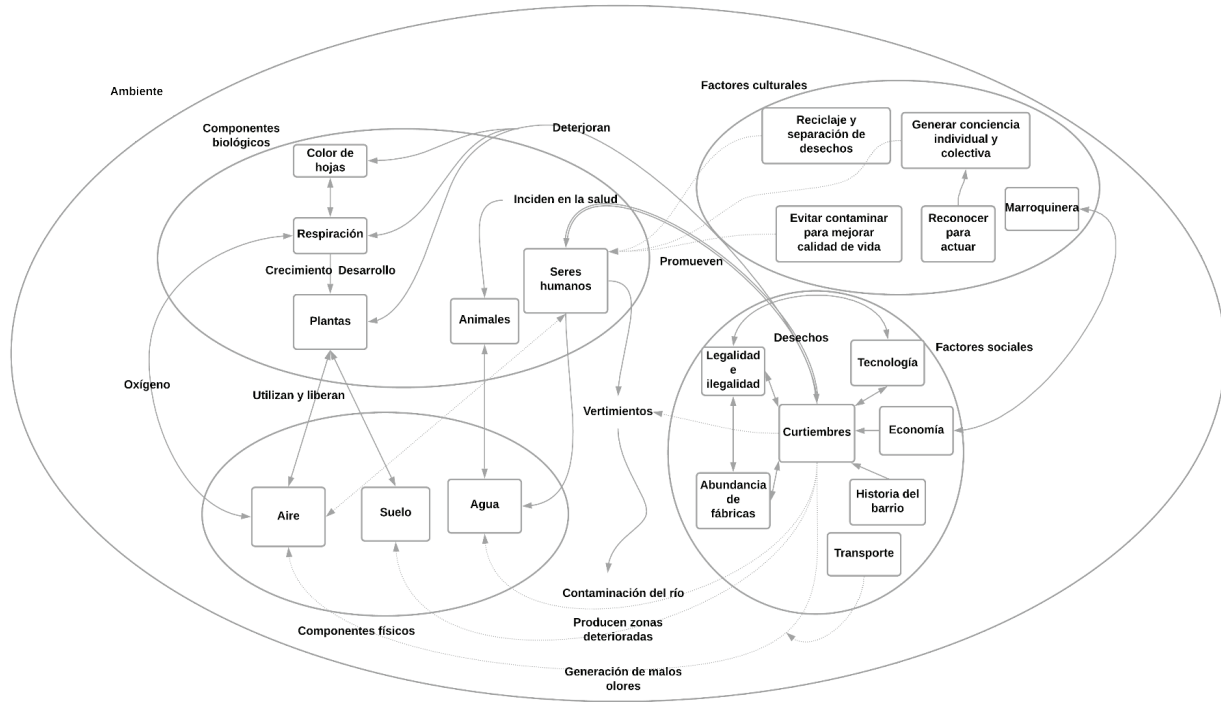 Ambiente
Factores culturales
Componentes
biológicos
Deterjoran
Reciclaje y
separación de
desechos
Generar conciencia
individual y
colectiva
Color de
hojas
Inciden en la salud
Marroquinera
Evitar contaminar
para mejorar
calidad de vida
Reconocer
para
actuar
Respiración
Crecimiento Desarrollo
Seres
humanos
Promueven
Plantas
Animales
Desechos
Legalidad
e
ilegalidad
Tecnología
Factores sociales
Oxígeno
Utilizan y liberan
Vertimientos
Curtiembres
Economía
Aire
Suelo
Agua
Abundancia
de
fábricas
Historia del
barrio
Transporte
Contaminación del río
Componentes físicos
Producen zonas
deterioradas
Generación de malos
olores